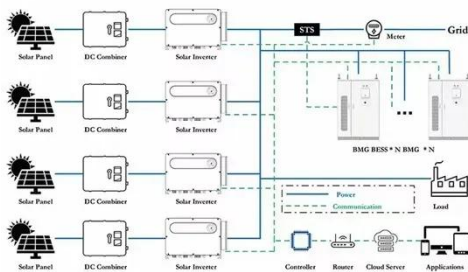 STS
Meter
Grid
Solar Panel
DC Combiner
Solar Inverter
Solar Panel
DC Combiner
Solar Inverter
BMG BESS * N BMG * N
Solar Panel
DC Combiner
Solar Inverter
Power
Communication
Load
Solar Panel
DC Combiner
Solar Inverter
Controller
Router
Cloud Server
Applications